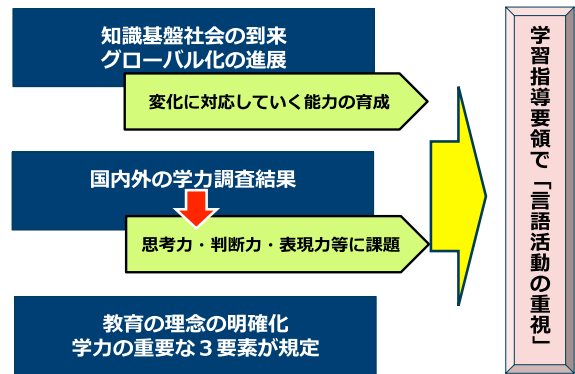 知識基盤社会の到来
グローバル化の進展
変化に対応していく能力の育成
国内外の学力調査結果
思考力・判断力・表現力等に課題
教育の理念の明確化
学力の重要な３要素が規定
学習指導要領で「言語活動の重視」